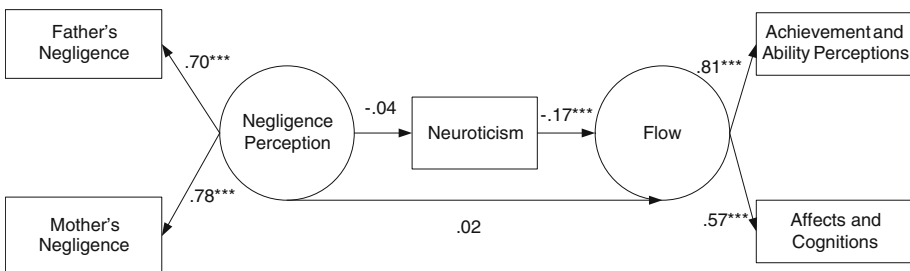 Father's
Negligence
.70***
Negligence
Perception
-.04
Neuroticism
-.17***
Flow
.81***
Achievement and
Ability Perceptions
Mother's
Negligence
.78***
.02
.57***
Affects and
Cognitions